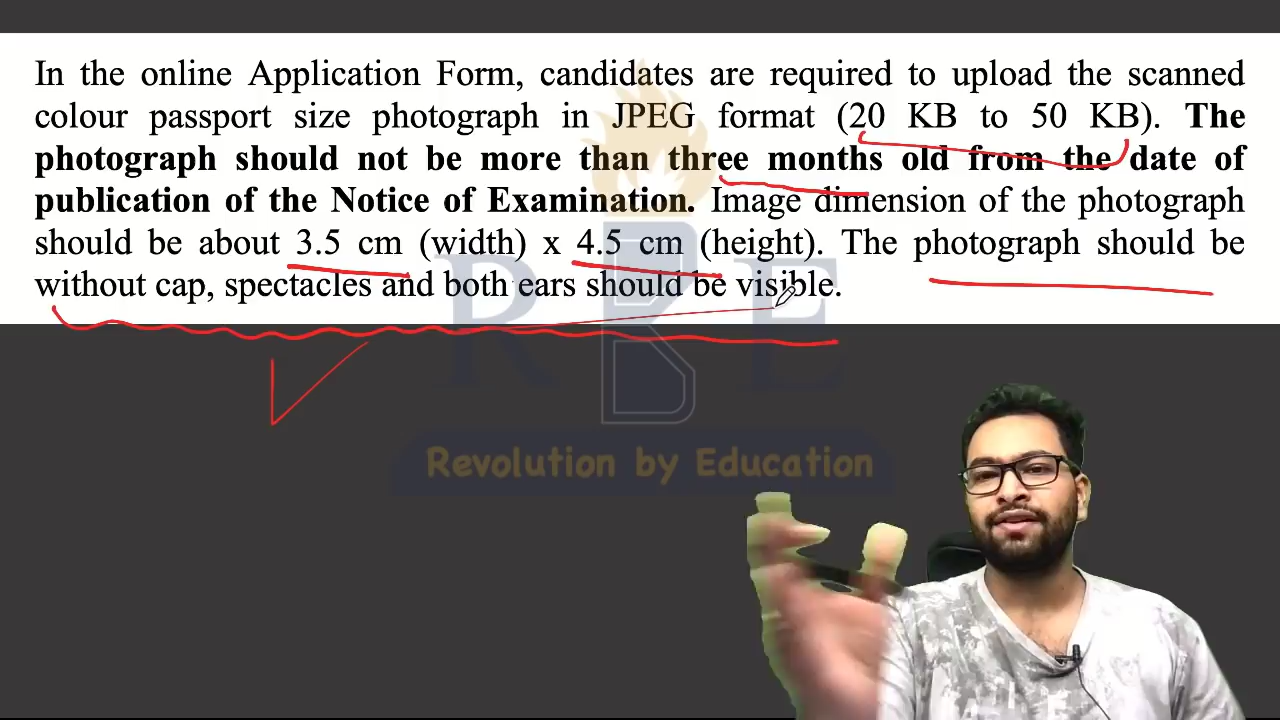 In the online Application Form, candidates are required to upload the scanned
colour passport size photograph in JPEG format (20 KB to 50 KB). The
photograph should not be more than three months old from the date of
publication of the Notice of Examination. Image dimension of the photograph
should be about 3.5 cm (width) x 4.5 cm (height). The photograph should be
without cap, spectacles and both ears should be visible.
RBE
Revolution by Education